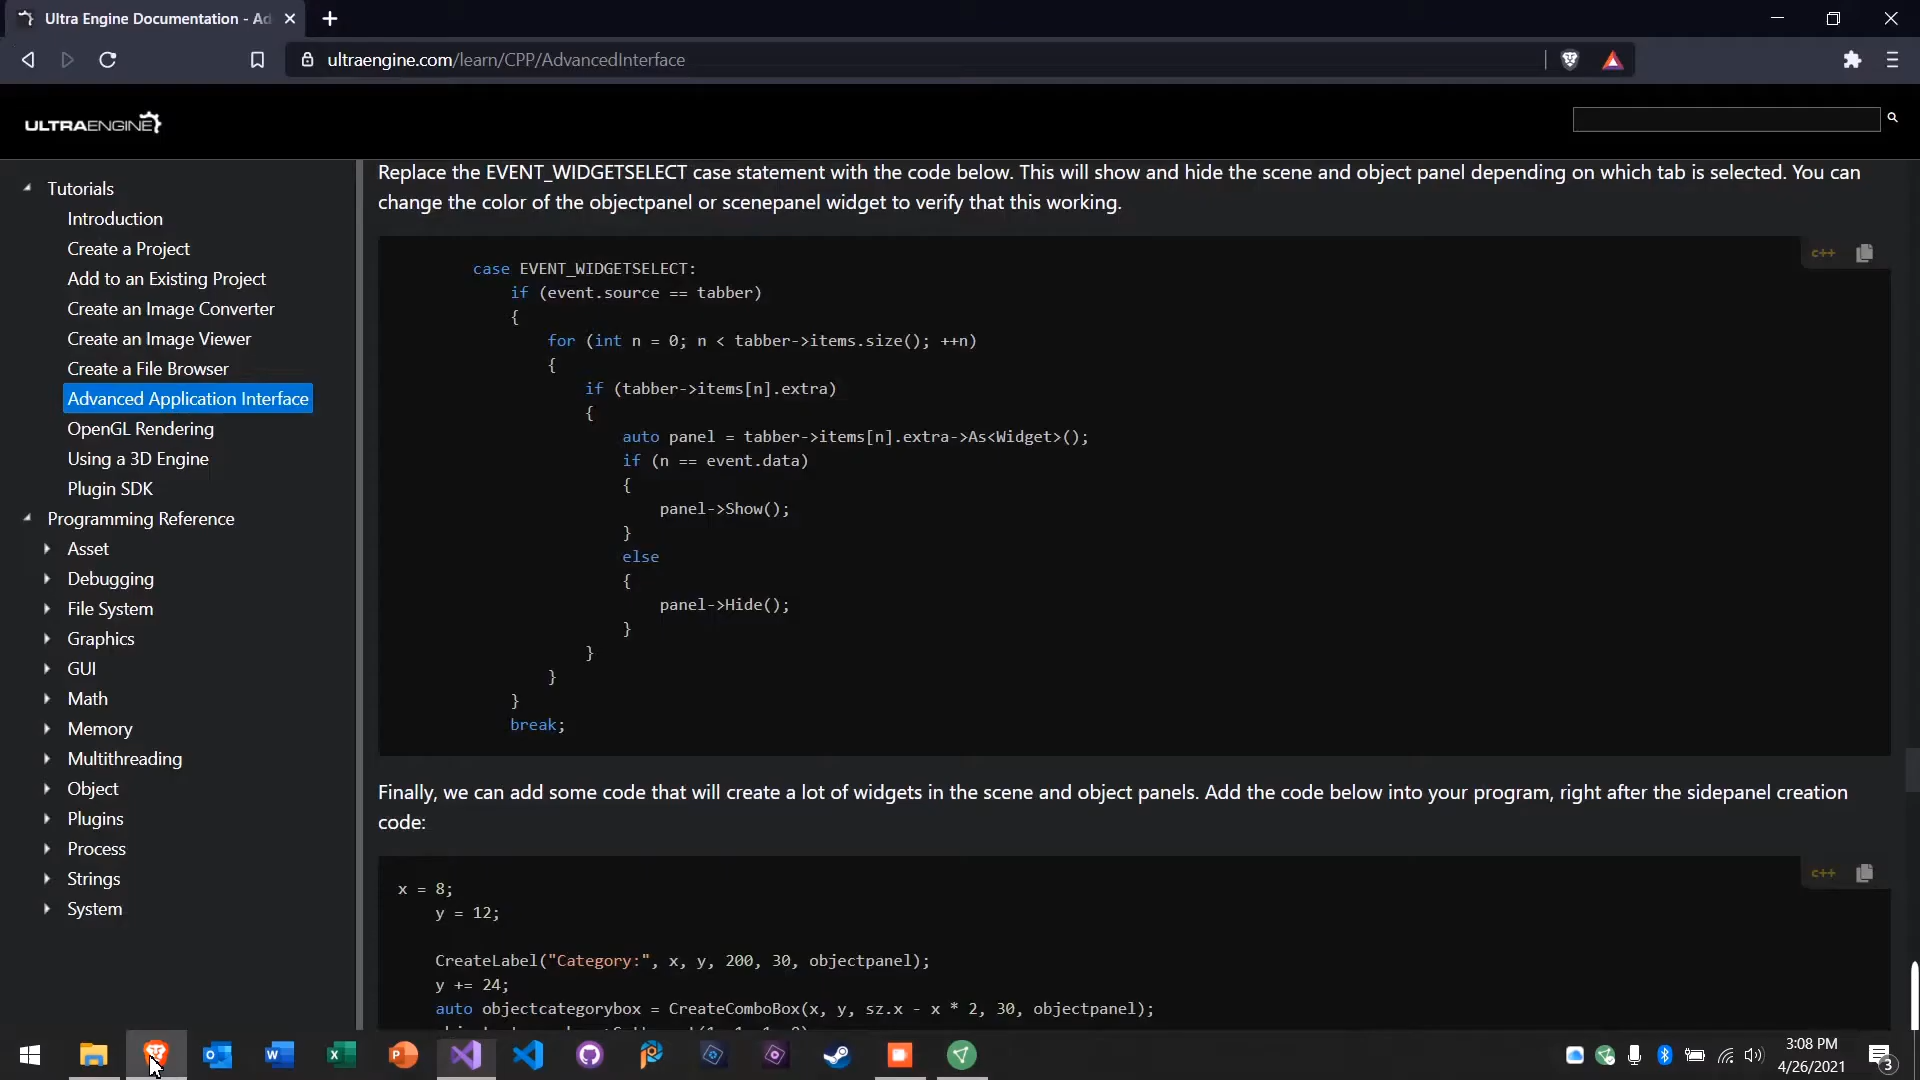 Ultra Engine Documentation - Ad
ultraengine.com/learn/CPP/AdvancedInterface
ULTRAENGINE
Tutorials
Introduction
Create a Project
Add to an Existing Project
Create an Image Converter
Create an Image Viewer
Create a File Browser
Advanced Application Interface
OpenGL Rendering
Using a 3D Engine
Plugin SDK
Programming Reference
Asset
Debugging
File System
Graphics
GUI
Math
Memory
Multithreading
Object
Plugins
Process
Strings
System
Replace the EVENT_WIDGETSELECT case statement with the code below. This will show and hide the scene and object panel depending on which tab is selected. You can
change the color of the objectpanel or scenepanel widget to verify that this working.
c++
case EVENT_WIDGETSELECT:
if (event.source == tabber)
{
for (int n = 0; n < tabber->items.size(); ++n)
{
if (tabber->items[n].extra)
{
auto panel = tabber->items[n].extra->As<Widget>();
if (n == event.data)
{
panel->Show();
}
else
{
panel->Hide();
}
}
}
}
break;
Finally, we can add some code that will create a lot of widgets in the scene and object panels. Add the code below into your program, right after the sidepanel creation
code:
c++
x = 8;
y = 12;
CreateLabel("Category:", x, y, 200, 30, objectpanel);
y += 24;
auto objectcategorybox = CreateComboBox(x, y, sz.x - x * 2, 30, objectpanel);
3:08 PM
4/26/2021
3